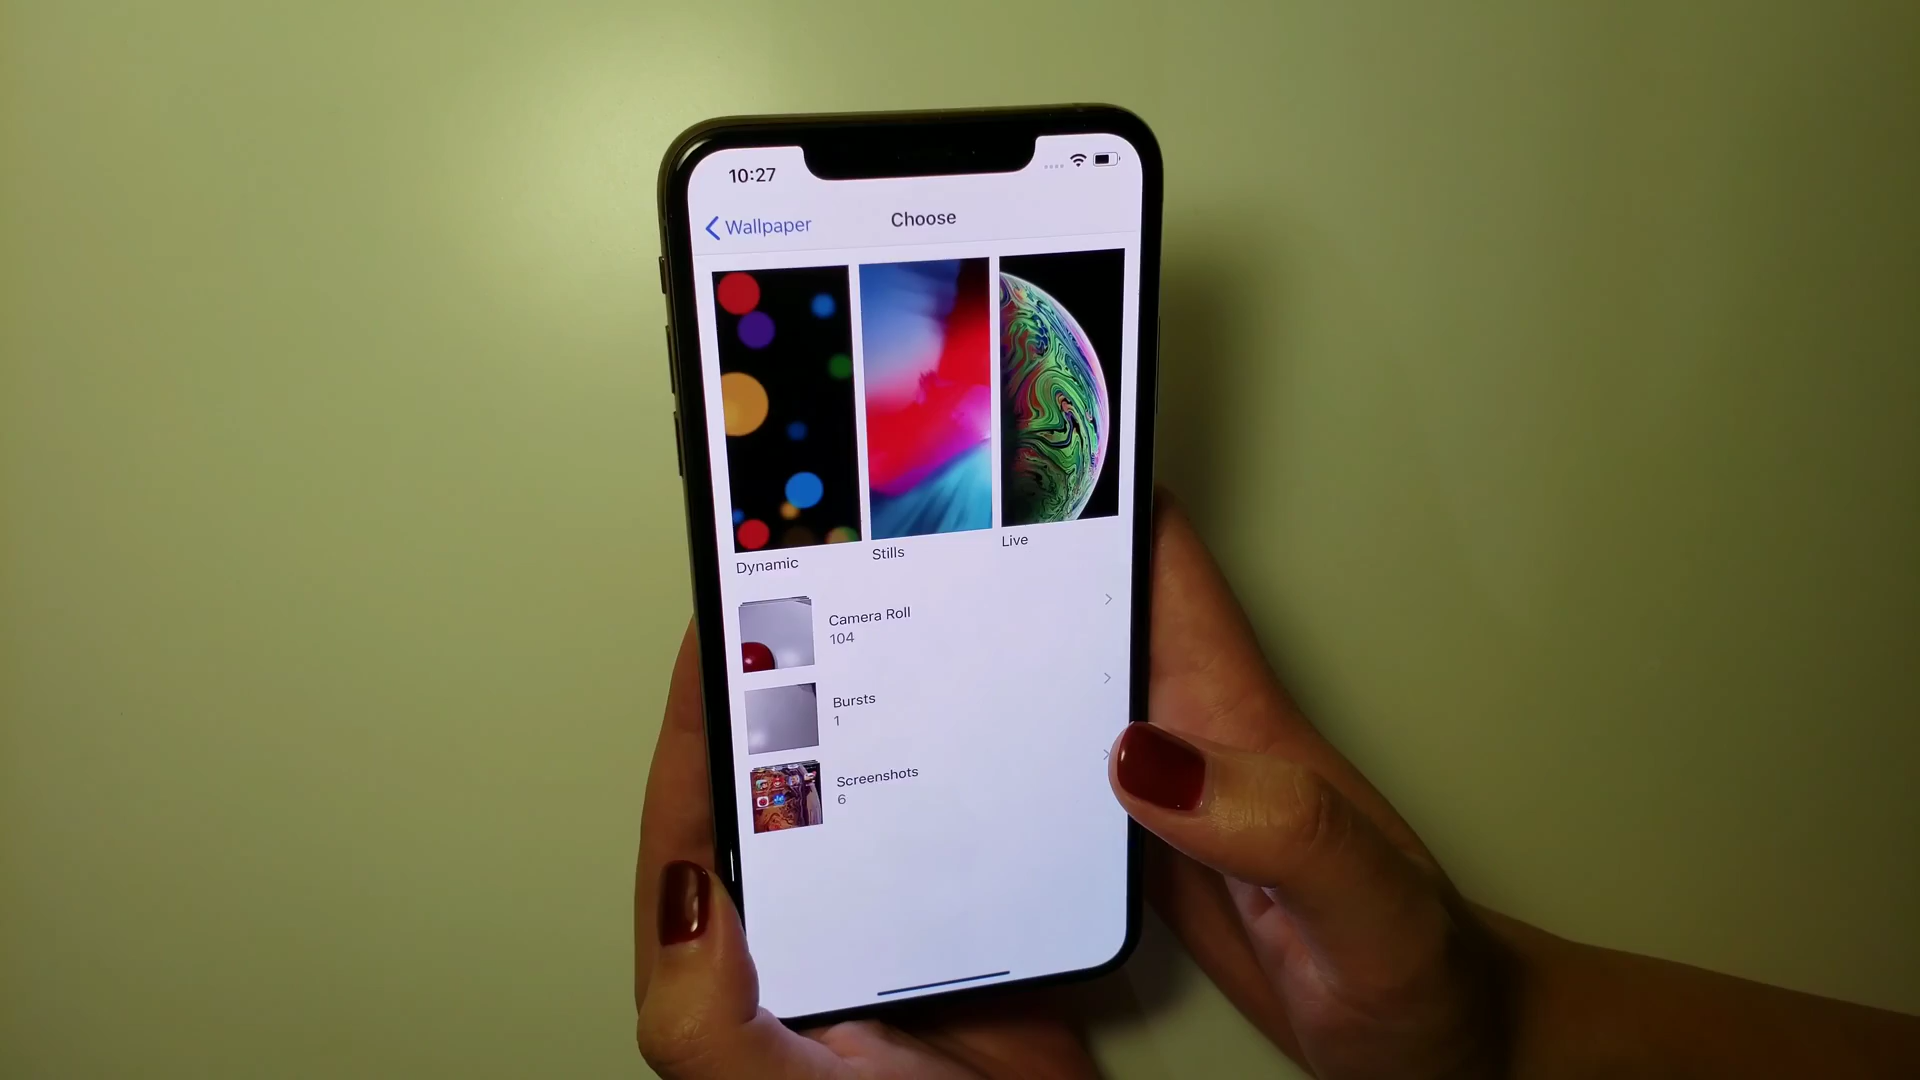 10:27
Wallpaper
Choose
Dynamic
Stills
Live
Camera Roll
104
Bursts
1
Screenshots
6